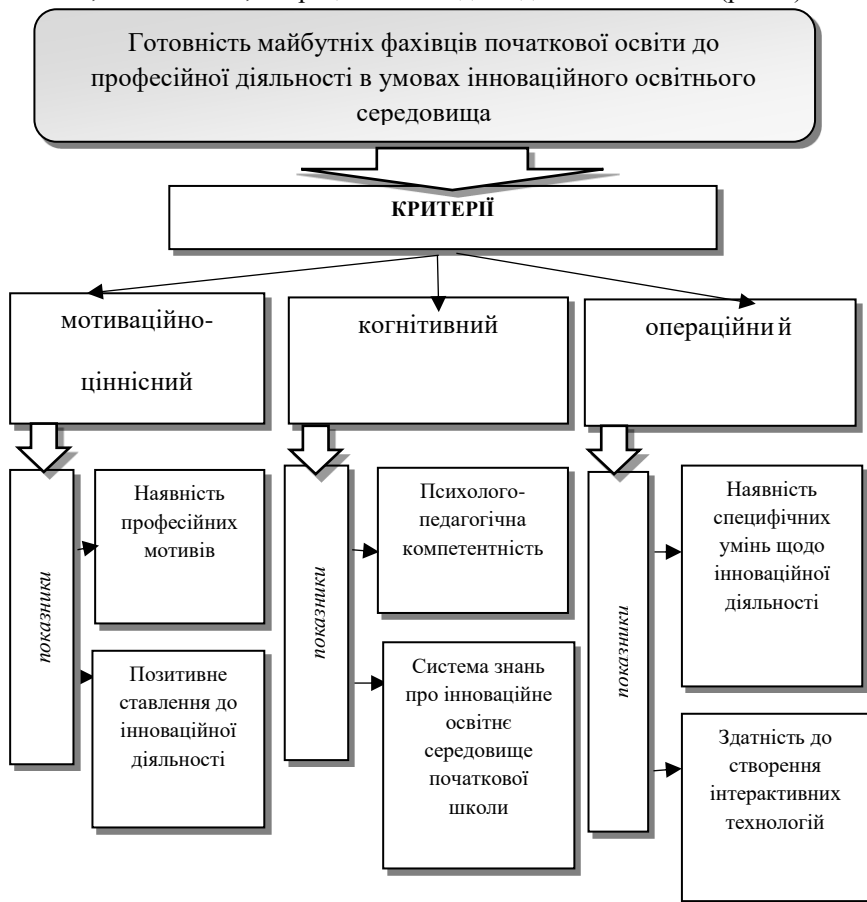 Готовність майбутніх фахівців початкової освіти до
професійної діяльності в умовах інноваційного освітнього
середовища
КРИТЕРІЇ
мотиваційно-
ціннісний
когнітивний
операційний
показники
Наявність
професійних
мотивів
Позитивне
ставлення до
інноваційної
діяльності
показники
Психолого-
педагогічна
компетентність
Система знань
про інноваційне
освітнє
середовище
початкової
школи
показники
Наявність
специфічних
умінь щодо
інноваційної
діяльності
Здатність до
створення
інтерактивних
технологій